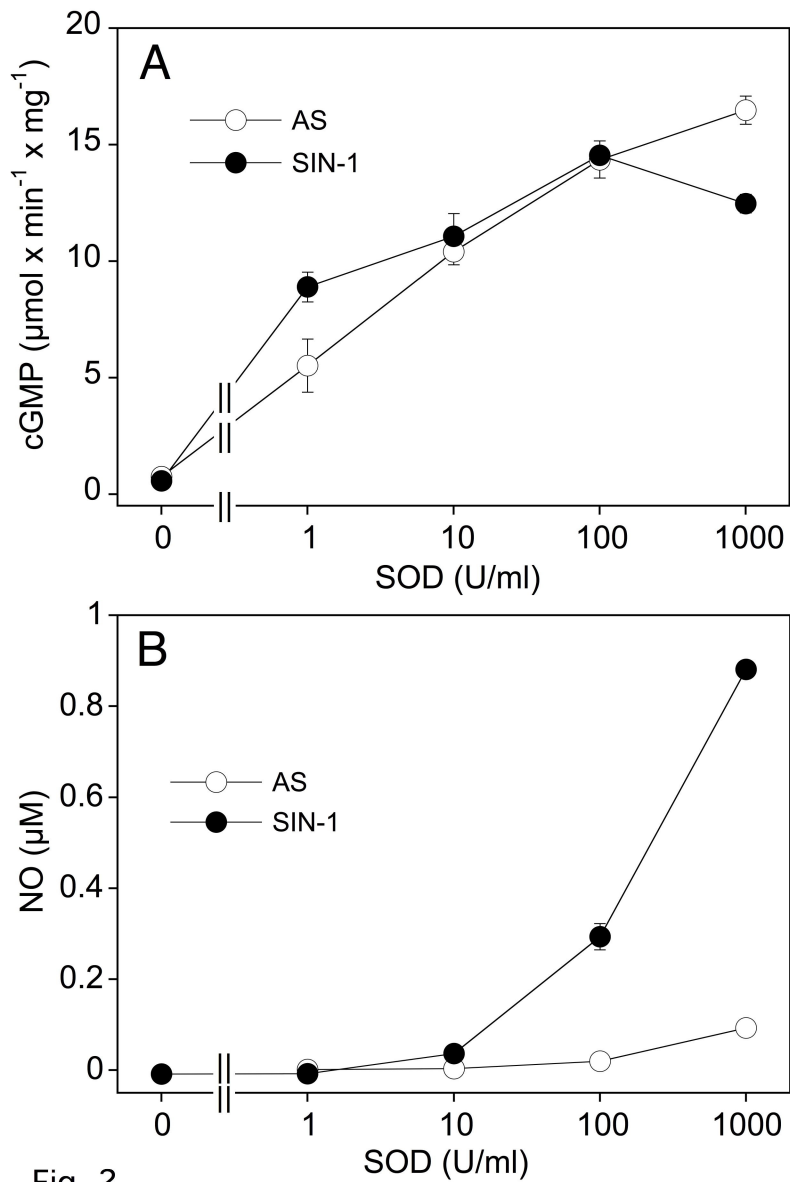 A
AS
SIN-1
cGMP (µmol x min⁻¹ x mg⁻¹)
20
15
10
5
0
0 1 10 100 1000
SOD (U/ml)
B
AS
SIN-1
NO (µM)
1
0.8
0.6
0.4
0.2
0
0 1 10 100 1000
SOD (U/ml)
Fig. 2